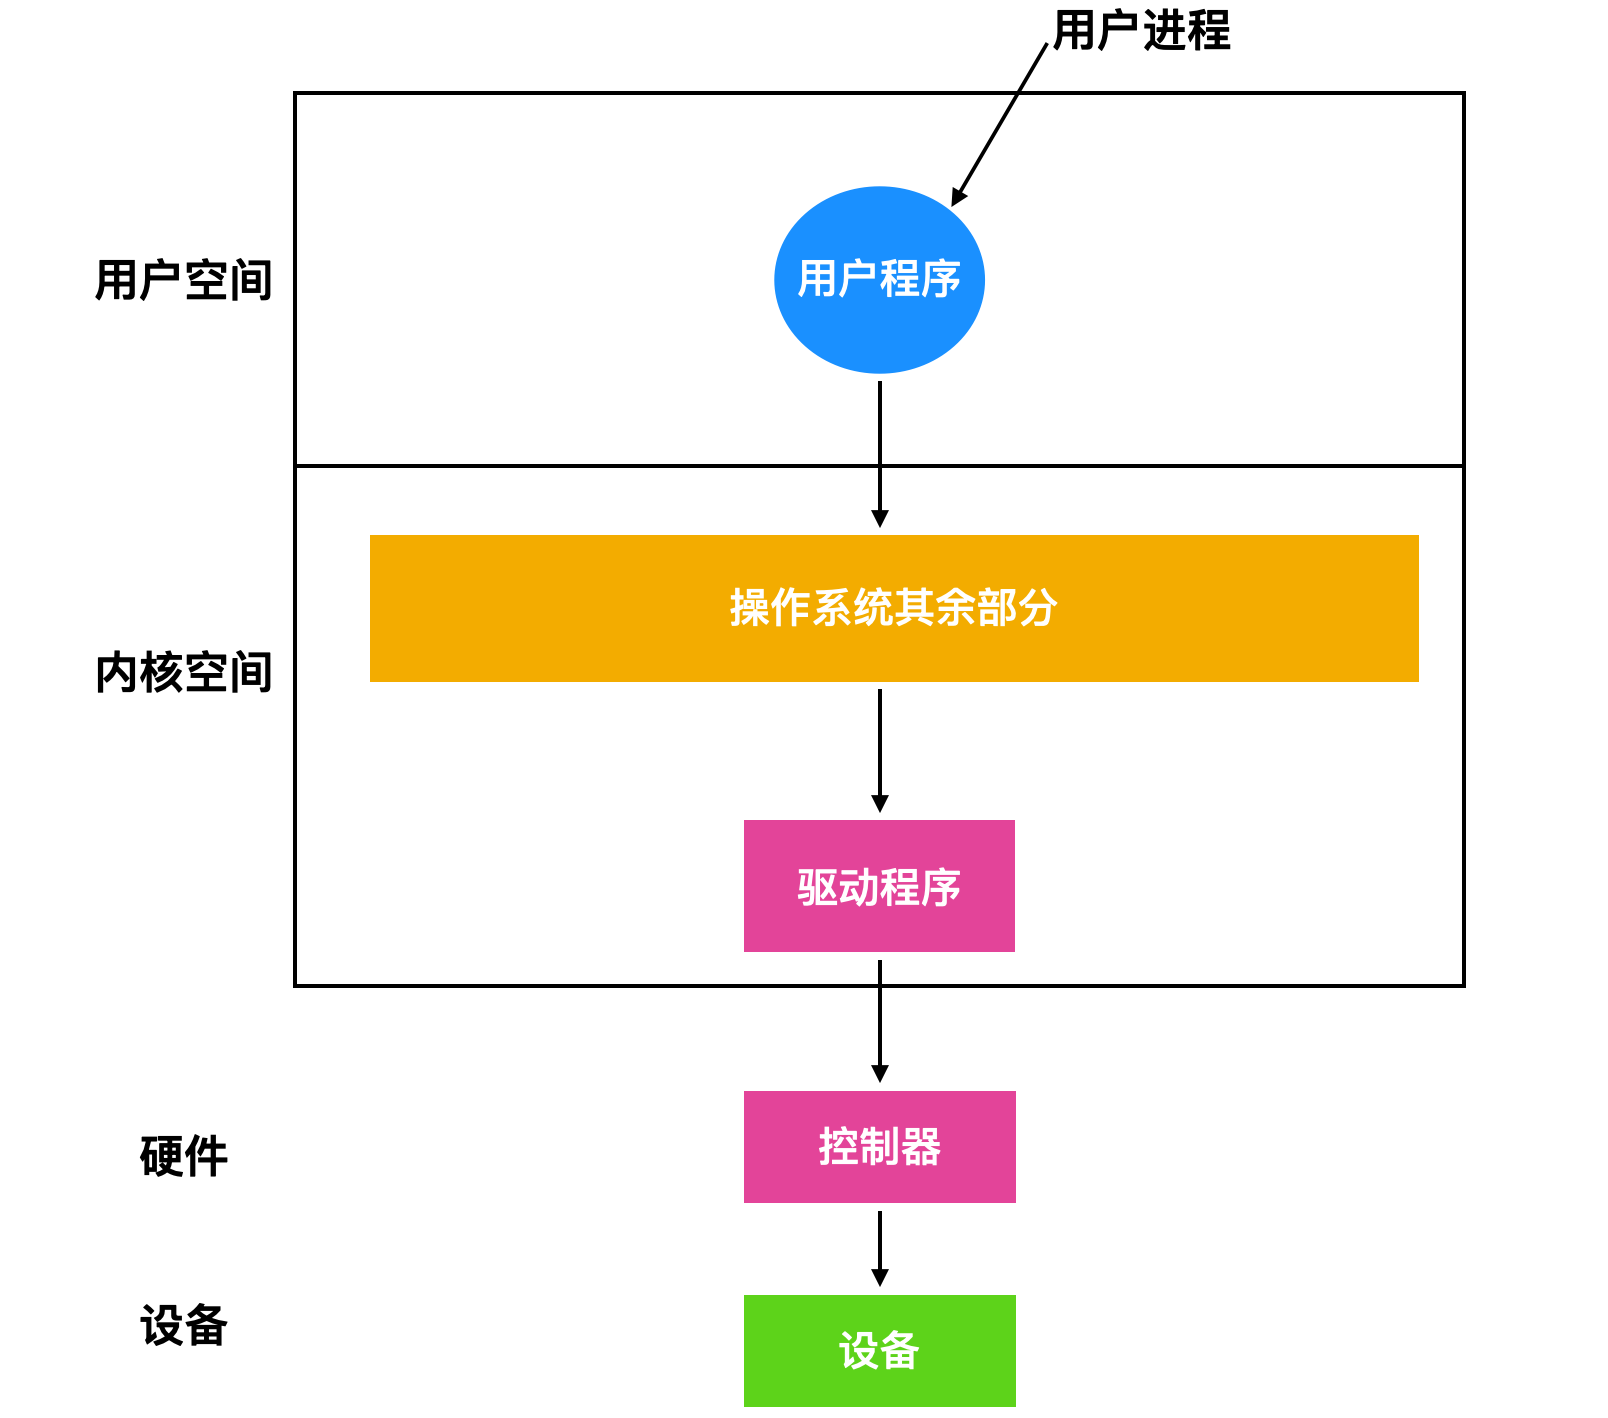 用户进程
用户空间
用户程序
操作系统其余部分
内核空间
驱动程序
硬件
控制器
设备
设备